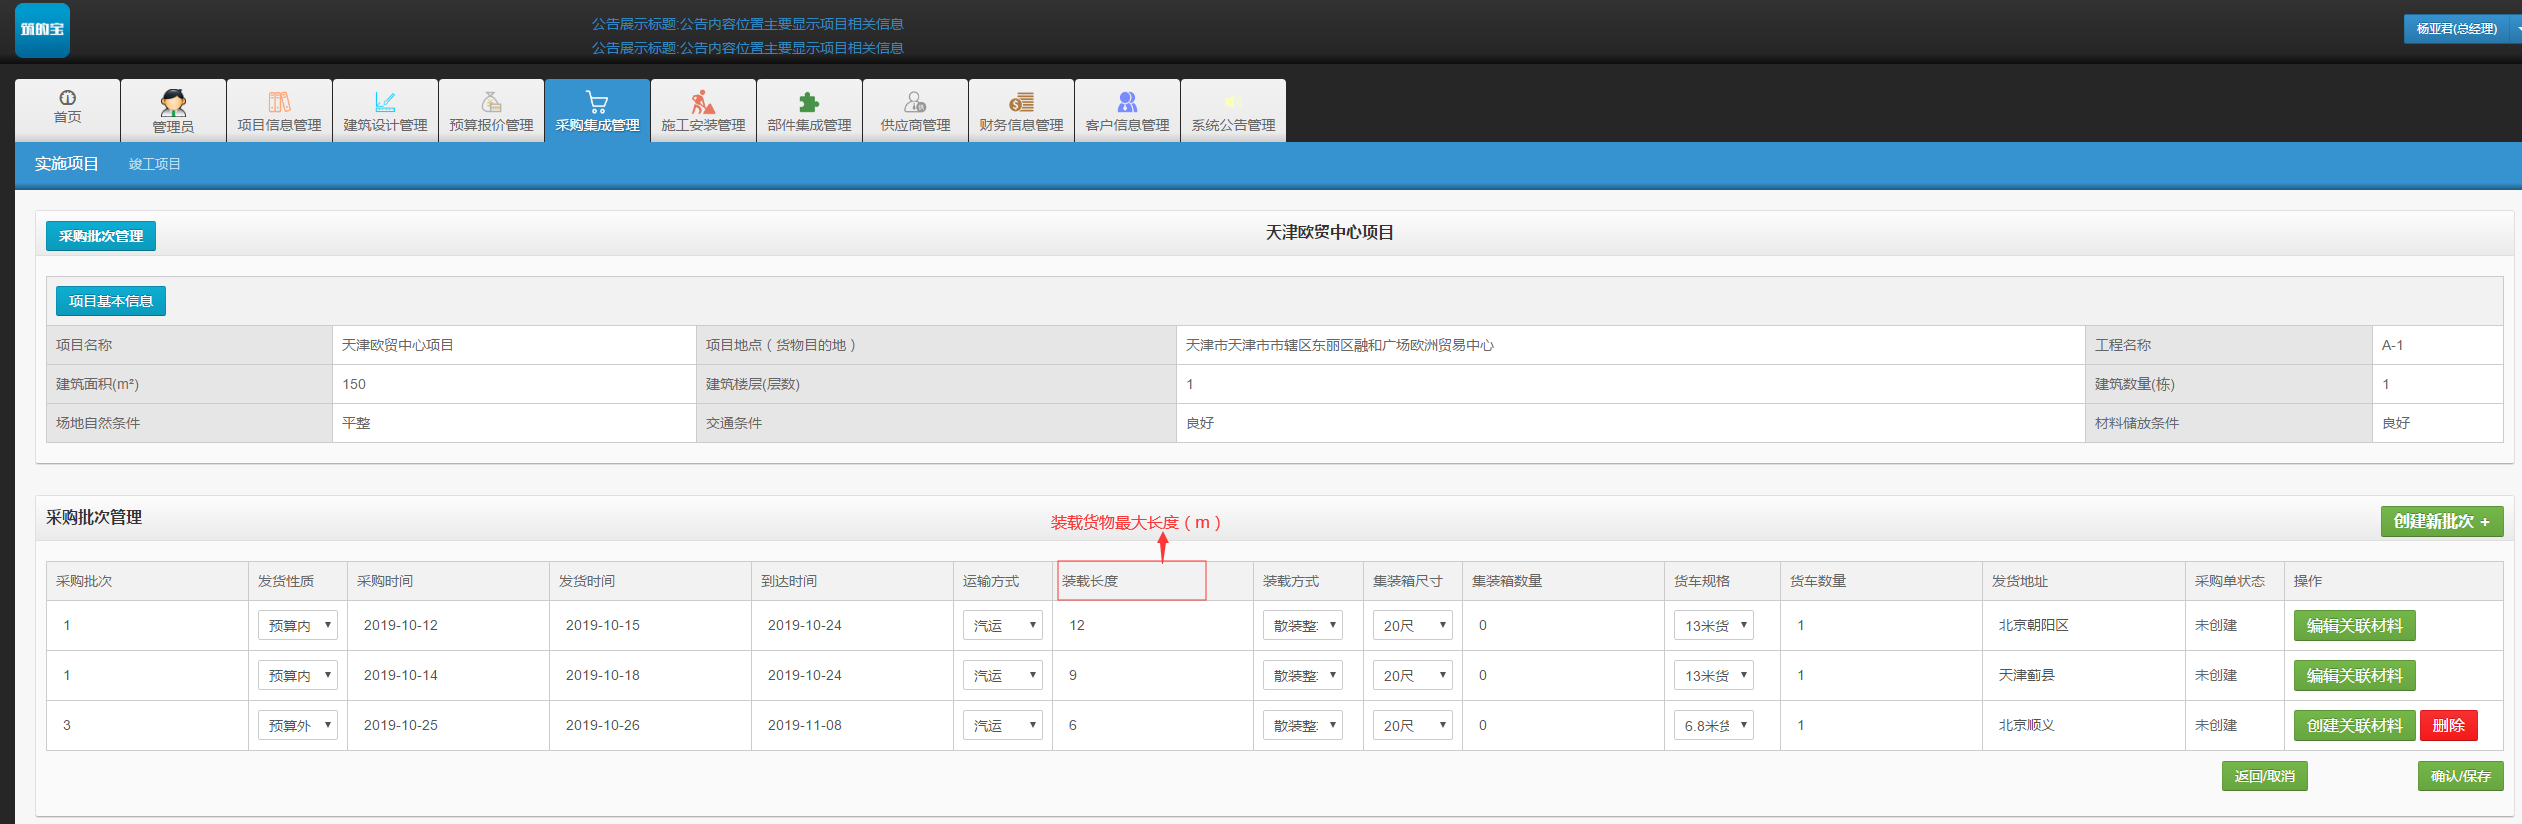 筑的宝
公告展示标题:公告内容位置主要显示项目相关信息
公告展示标题:公告内容位置主要显示项目相关信息
杨亚君(总经理)
首页 管理员 项目信息管理 建筑设计管理 预算报价管理 采购集成管理 施工安装管理 部件集成管理 供应商管理 财务信息管理 客户信息管理 系统公告管理
实施项目 竣工项目
采购批次管理 天津欧贸中心项目
项目基本信息
项目名称 天津欧贸中心项目 项目地点（货物目的地） 天津市天津市市辖区东丽区融和广场欧洲贸易中心 工程名称 A-1
建筑面积(m²) 150 建筑楼层(层数) 1 建筑数量(栋) 1
场地自然条件 平整 交通条件 良好 材料储放条件 良好
采购批次管理 装载货物最大长度（m） 创建新批次 +
采购批次 发货性质 采购时间 发货时间 到达时间 运输方式 装载长度 装载方式 集装箱尺寸 集装箱数量 货车规格 货车数量 发货地址 采购单状态 操作
1 预算内 2019-10-12 2019-10-15 2019-10-24 汽运 12 散装整 20尺 0 13米货 1 北京朝阳区 未创建 编辑关联材料
1 预算内 2019-10-14 2019-10-18 2019-10-24 汽运 9 散装整 20尺 0 13米货 1 天津蓟县 未创建 编辑关联材料
3 预算外 2019-10-25 2019-10-26 2019-11-08 汽运 6 散装整 20尺 0 6.8米货 1 北京顺义 未创建 创建关联材料 删除
返回/取消 确认/保存